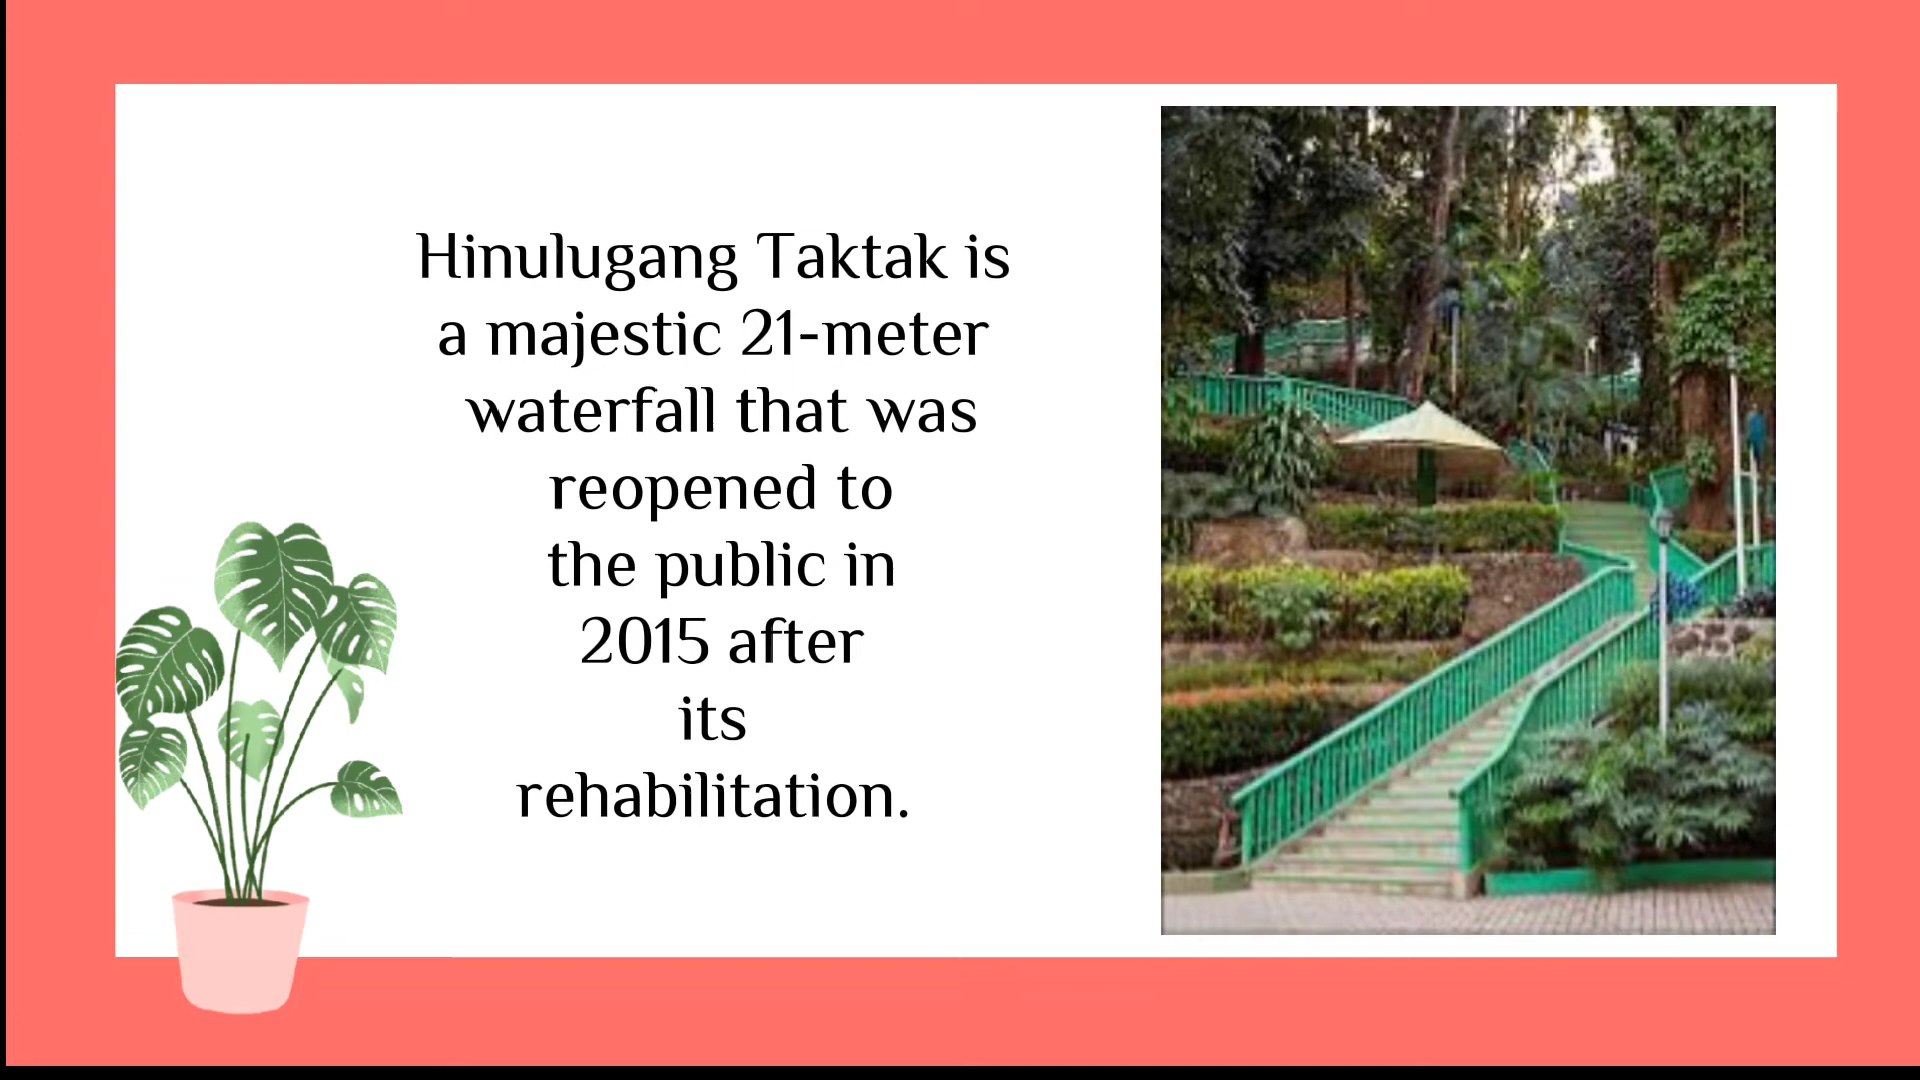 Hinulugang Taktak is
a majestic 21-meter
waterfall that was
reopened to
the public in
2015 after
its
rehabilitation.